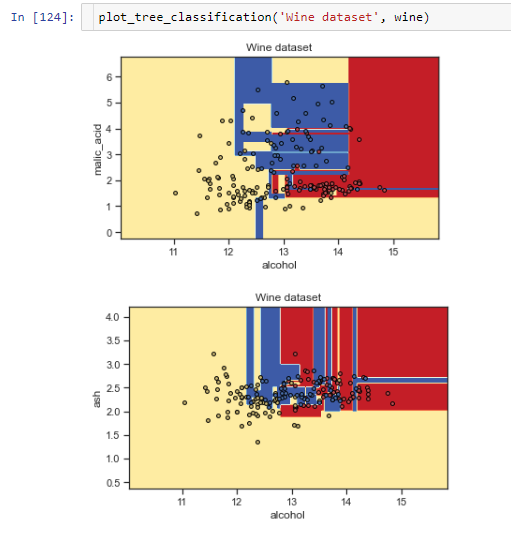 In [124]: plot_tree_classification('Wine dataset', wine)
Wine dataset
6
5
4
3
2
1
0
malic_acid
11 12 13 14 15
alcohol
Wine dataset
4.0
3.5
3.0
2.5
2.0
1.5
1.0
0.5
ash
11 12 13 14 15
alcohol